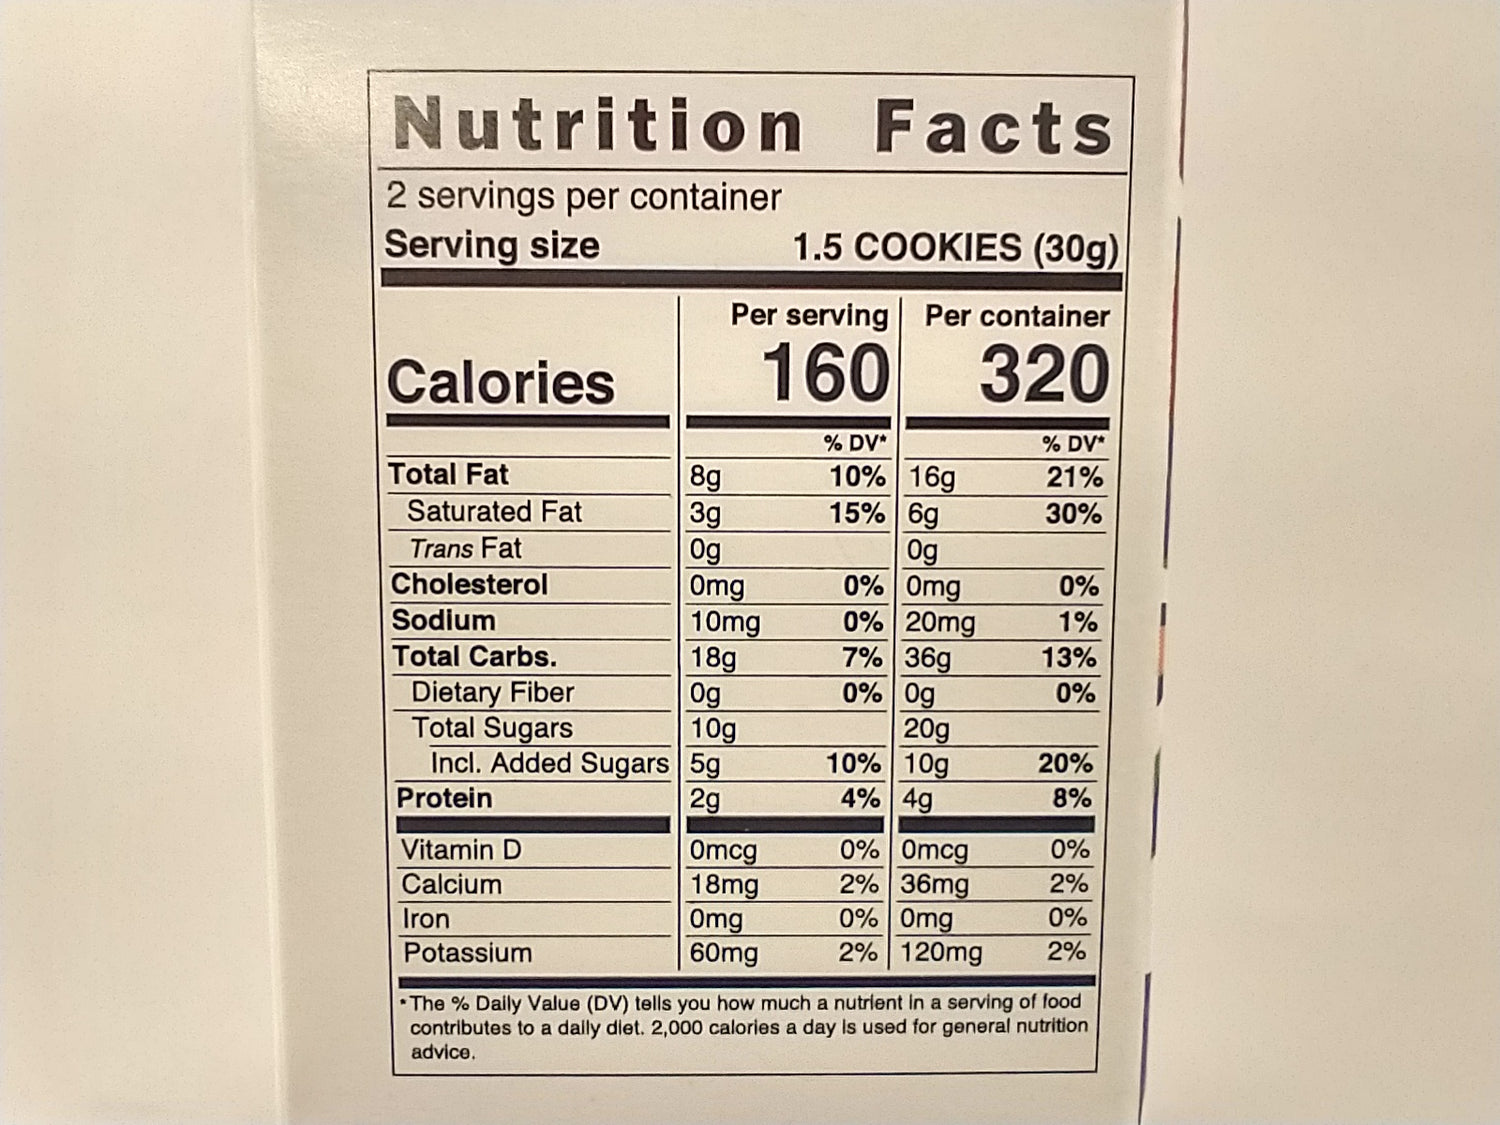 Nutrition Facts
2 servings per container
Serving size 1.5 COOKIES (30g)
Per serving Per container
Calories 160 320
% DV* % DV*
Total Fat 8g 10% 16g 21%
Saturated Fat 3g 15% 6g 30%
Trans Fat 0g 0g
Cholesterol 0mg 0% 0mg 0%
Sodium 10mg 0% 20mg 1%
Total Carbs. 18g 7% 36g 13%
Dietary Fiber 0g 0% 0g 0%
Total Sugars 10g 20g
Incl. Added Sugars 5g 10% 10g 20%
Protein 2g 4% 4g 8%
Vitamin D 0mcg 0% 0mcg 0%
Calcium 18mg 2% 36mg 2%
Iron 0mg 0% 0mg 0%
Potassium 60mg 2% 120mg 2%
*The % Daily Value (DV) tells you how much a nutrient in a serving of food
contributes to a daily diet. 2,000 calories a day is used for general nutrition
advice.